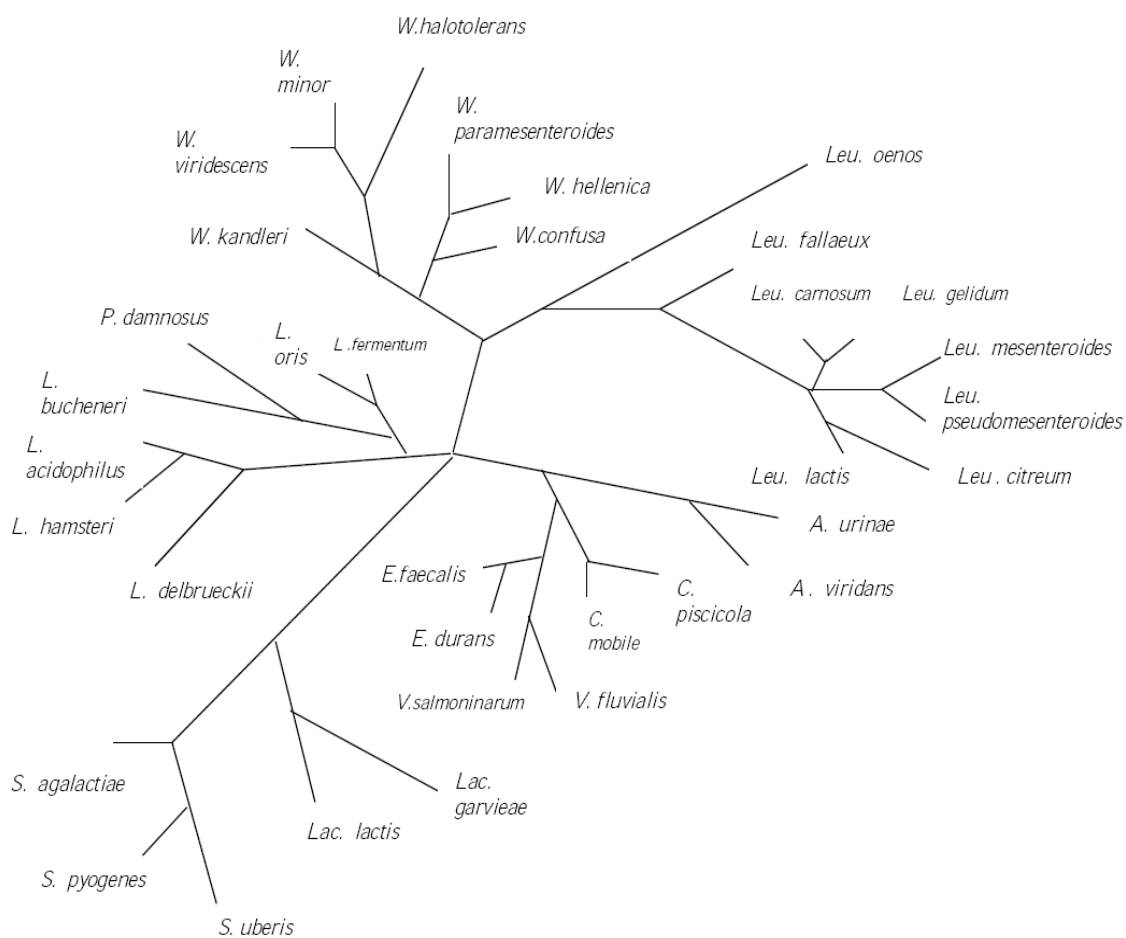 W.halotolerans
W.
minor
W.
paramesenteroides
W.
viridescens
Leu. oenos
W. hellenica
W. kandleri
W.confusa
Leu. fallaeux
Leu. carnosum
Leu. gelidum
P. damnosus
L.
oris
L.fermentum
Leu. mesenteroides
L.
bucheneri
Leu.
pseudomesenteroides
L.
acidophilus
Leu. lactis
Leu. citreum
L. hamsteri
A. urinae
L. delbrueckii
E.faecalis
C.
piscicola
A. viridans
E. durans
C.
mobile
V.salmoninarum
V. fluvialis
S. agalactiae
Lac.
garvieae
Lac. lactis
S. pyogenes
S. uberis